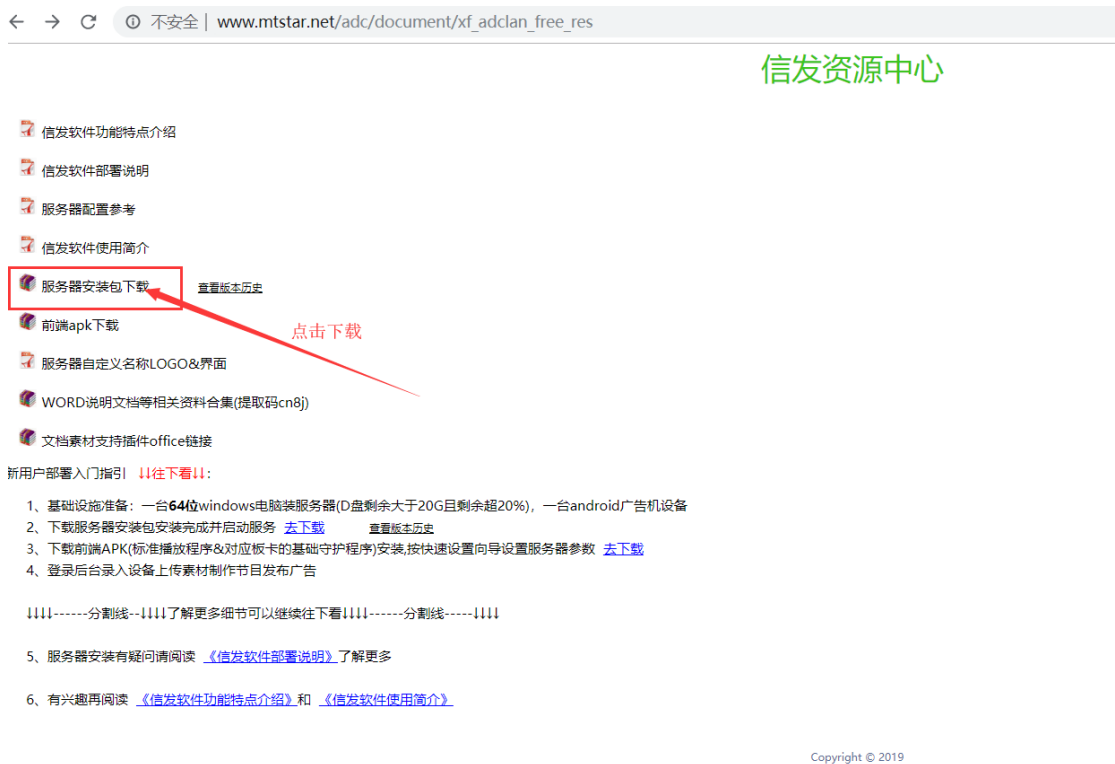 不安全 | www.mtstar.net/adc/document/xf_adclan_free_res
信发资源中心
信发软件功能特点介绍
信发软件部署说明
服务器配置参考
信发软件使用简介
服务器安装包下载 查看版本历史
前端apk下载 点击下载
服务器自定义名称LOGO&界面
WORD说明文档等相关资料合集(提取码cn8j)
文档素材支持插件office链接
新用户部署入门指引 ↓↓往下看↓↓:
1、基础设施准备：一台64位windows电脑装服务器(D盘剩余大于20G且剩余超20%)，一台android广告机设备
2、下载服务器安装包安装完成并启动服务 去下载 查看版本历史
3、下载前端APK(标准播放程序&对应板卡的基础守护程序)安装,按快速设置向导设置服务器参数 去下载
4、登录后台录入设备上传素材制作节目发布广告
↓↓↓↓------分割线--↓↓↓↓了解更多细节可以继续往下看↓↓↓↓------分割线-----↓↓↓↓
5、服务器安装有疑问请阅读 《信发软件部署说明》了解更多
6、有兴趣再阅读 《信发软件功能特点介绍》和 《信发软件使用简介》
Copyright © 2019